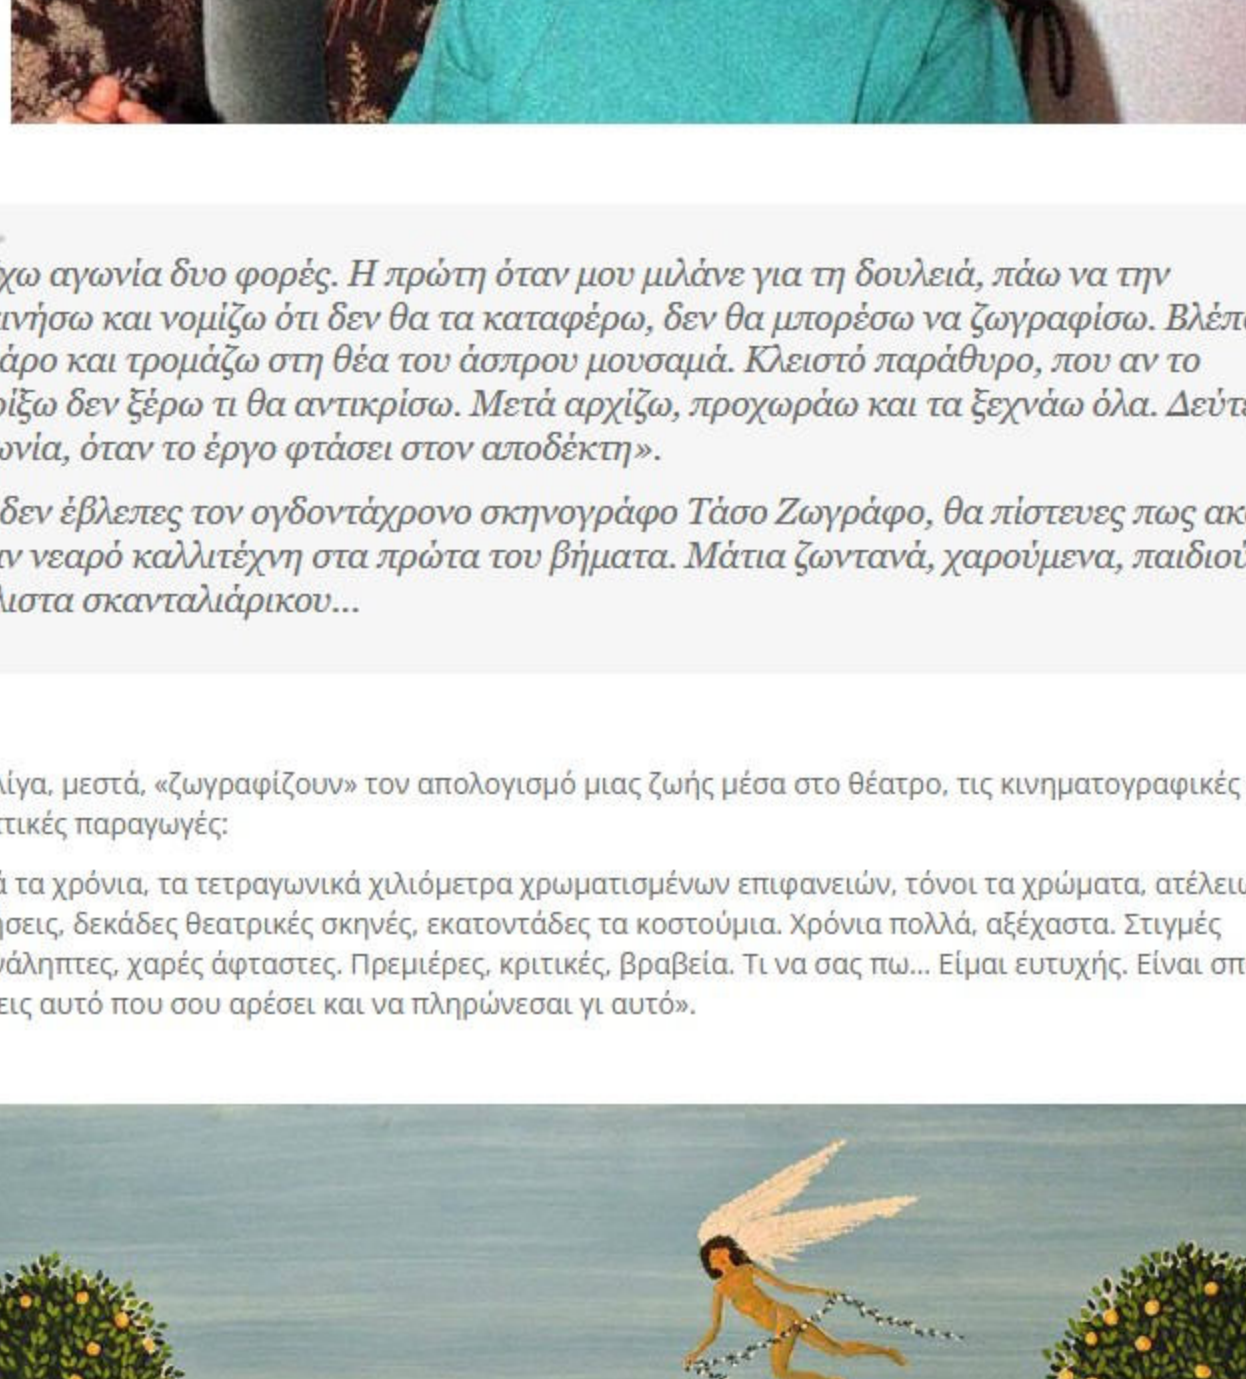 χω αγωνία δυο φορές. Η πρώτη όταν μου μιλάνε για τη δουλειά, πάω να την
ινήσω και νομίζω ότι δεν θα τα καταφέρω, δεν θα μπορέσω να ζωγραφίσω. Βλέπ
άρο και τρομάζω στη θέα του άσπρου μουσαμά. Κλειστό παράθυρο, που αν το
οίξω δεν ξέρω τι θα αντικρίσω. Μετά αρχίζω, προχωράω και τα ξεχνάω όλα. Δεύτε
ωνία, όταν το έργο φτάσει στον αποδέκτη».
δεν έβλεπες τον ογδοντάχρονο σκηνογράφο Τάσο Ζωγράφο, θα πίστευες πως ακ
ν νεαρό καλλιτέχνη στα πρώτα του βήματα. Μάτια ζωντανά, χαρούμενα, παιδιού
λιστα σκανταλιάρικου...
λίγα, μεστά, «ζωγραφίζουν» τον απολογισμό μιας ζωής μέσα στο θέατρο, τις κινηματογραφικές
τικές παραγωγές:
ά τα χρόνια, τα τετραγωνικά χιλιόμετρα χρωματισμένων επιφανειών, τόνοι τα χρώματα, ατέλειω
ήσεις, δεκάδες θεατρικές σκηνές, εκατοντάδες τα κοστούμια. Χρόνια πολλά, αξέχαστα. Στιγμές
νάληπτες, χαρές άφταστες. Πρεμιέρες, κριτικές, βραβεία. Τι να σας πω... Είμαι ευτυχής. Είναι σπ
εις αυτό που σου αρέσει και να πληρώνεσαι γι αυτό».